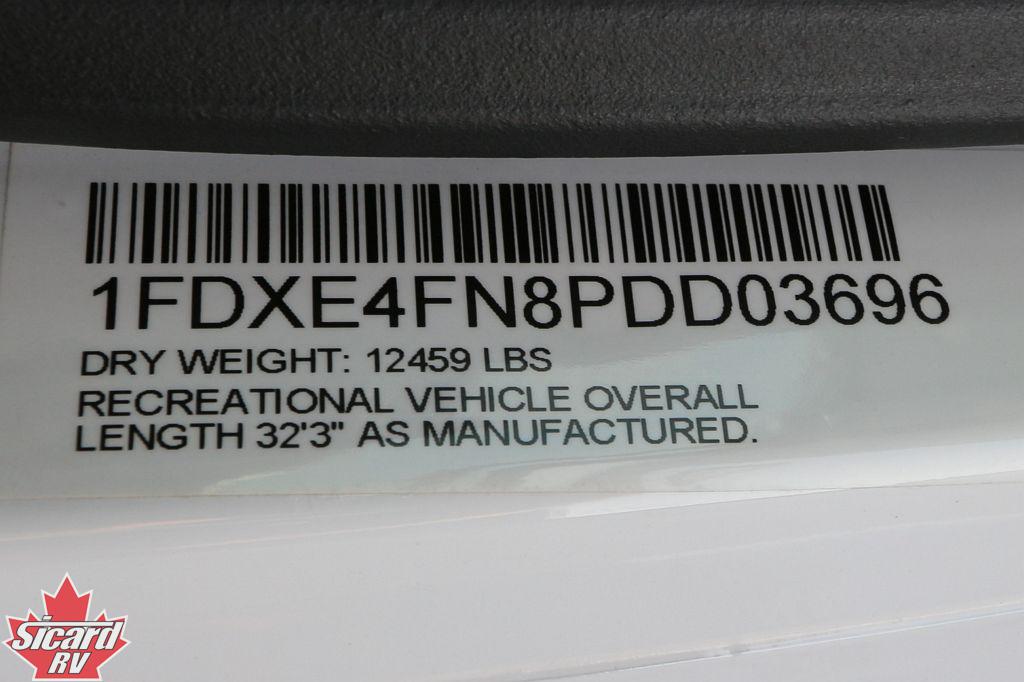 1FDXE4FN8PDD03696
DRY WEIGHT: 12459 LBS
RECREATIONAL VEHICLE OVERALL
LENGTH 32'3" AS MANUFACTURED.
Sicard
RV